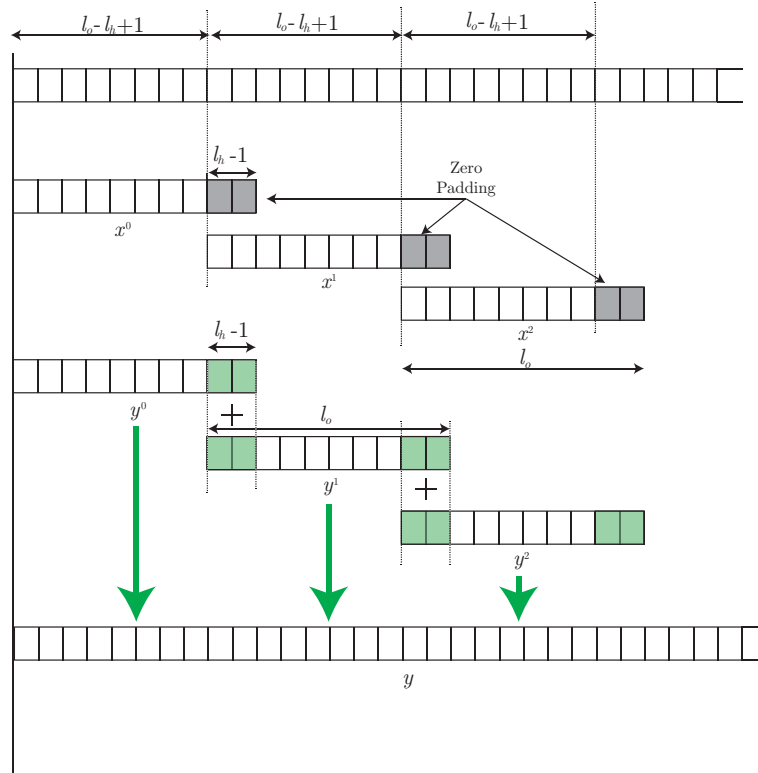 lₒ-lₕ+1 lₒ-lₕ+1 lₒ-lₕ+1
lₕ-1
Zero
Padding
x⁰
x¹
x²
lₕ-1
lₒ
y⁰
+
lₒ
y¹
+
y²
y